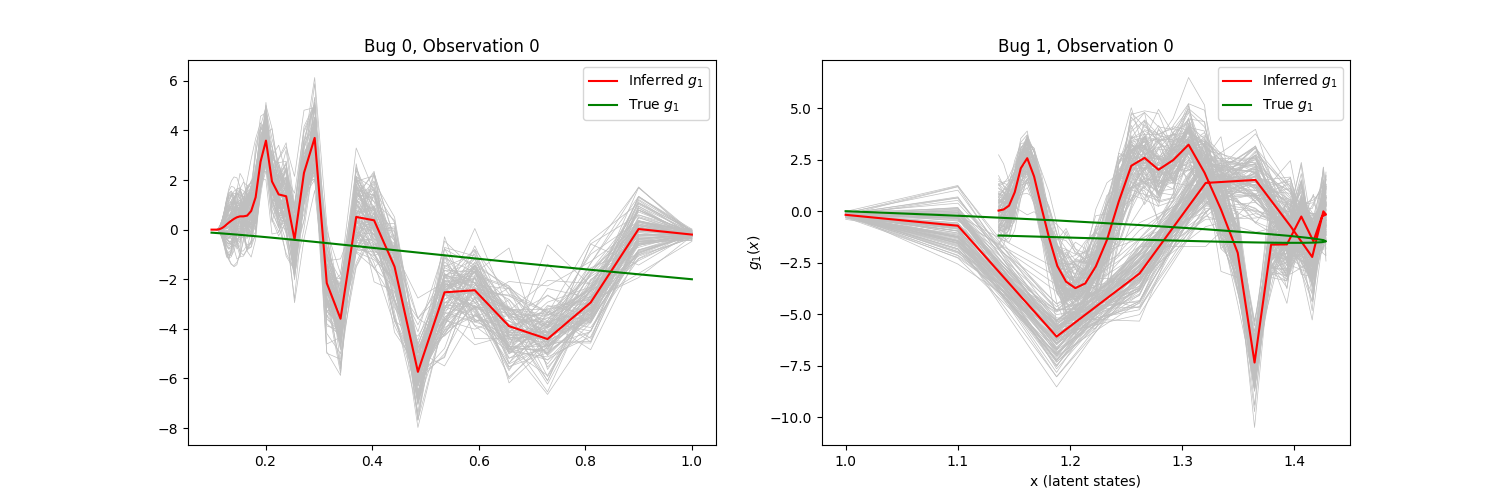 Bug 0, Observation 0
Inferred g₁
True g₁
6
4
2
0
−2
−4
−6
−8
0.2 0.4 0.6 0.8 1.0
Bug 1, Observation 0
Inferred g₁
True g₁
5.0
2.5
0.0
−2.5
−5.0
−7.5
−10.0
g₁(x)
1.0 1.1 1.2 1.3 1.4
x (latent states)